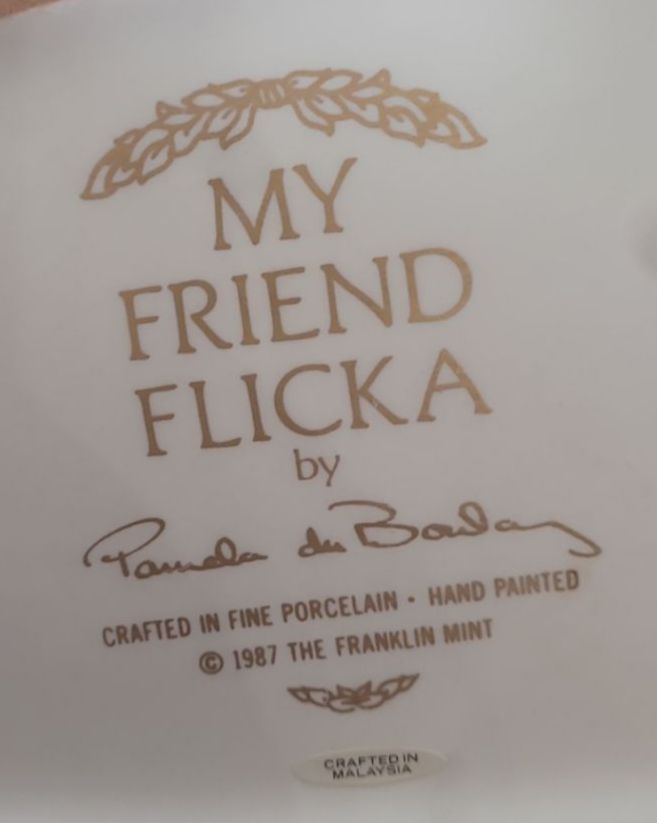 MY
FRIEND
FLICKA
by
Pamela du Boulay
CRAFTED IN FINE PORCELAIN • HAND PAINTED
© 1987 THE FRANKLIN MINT
CRAFTED IN
MALAYSIA